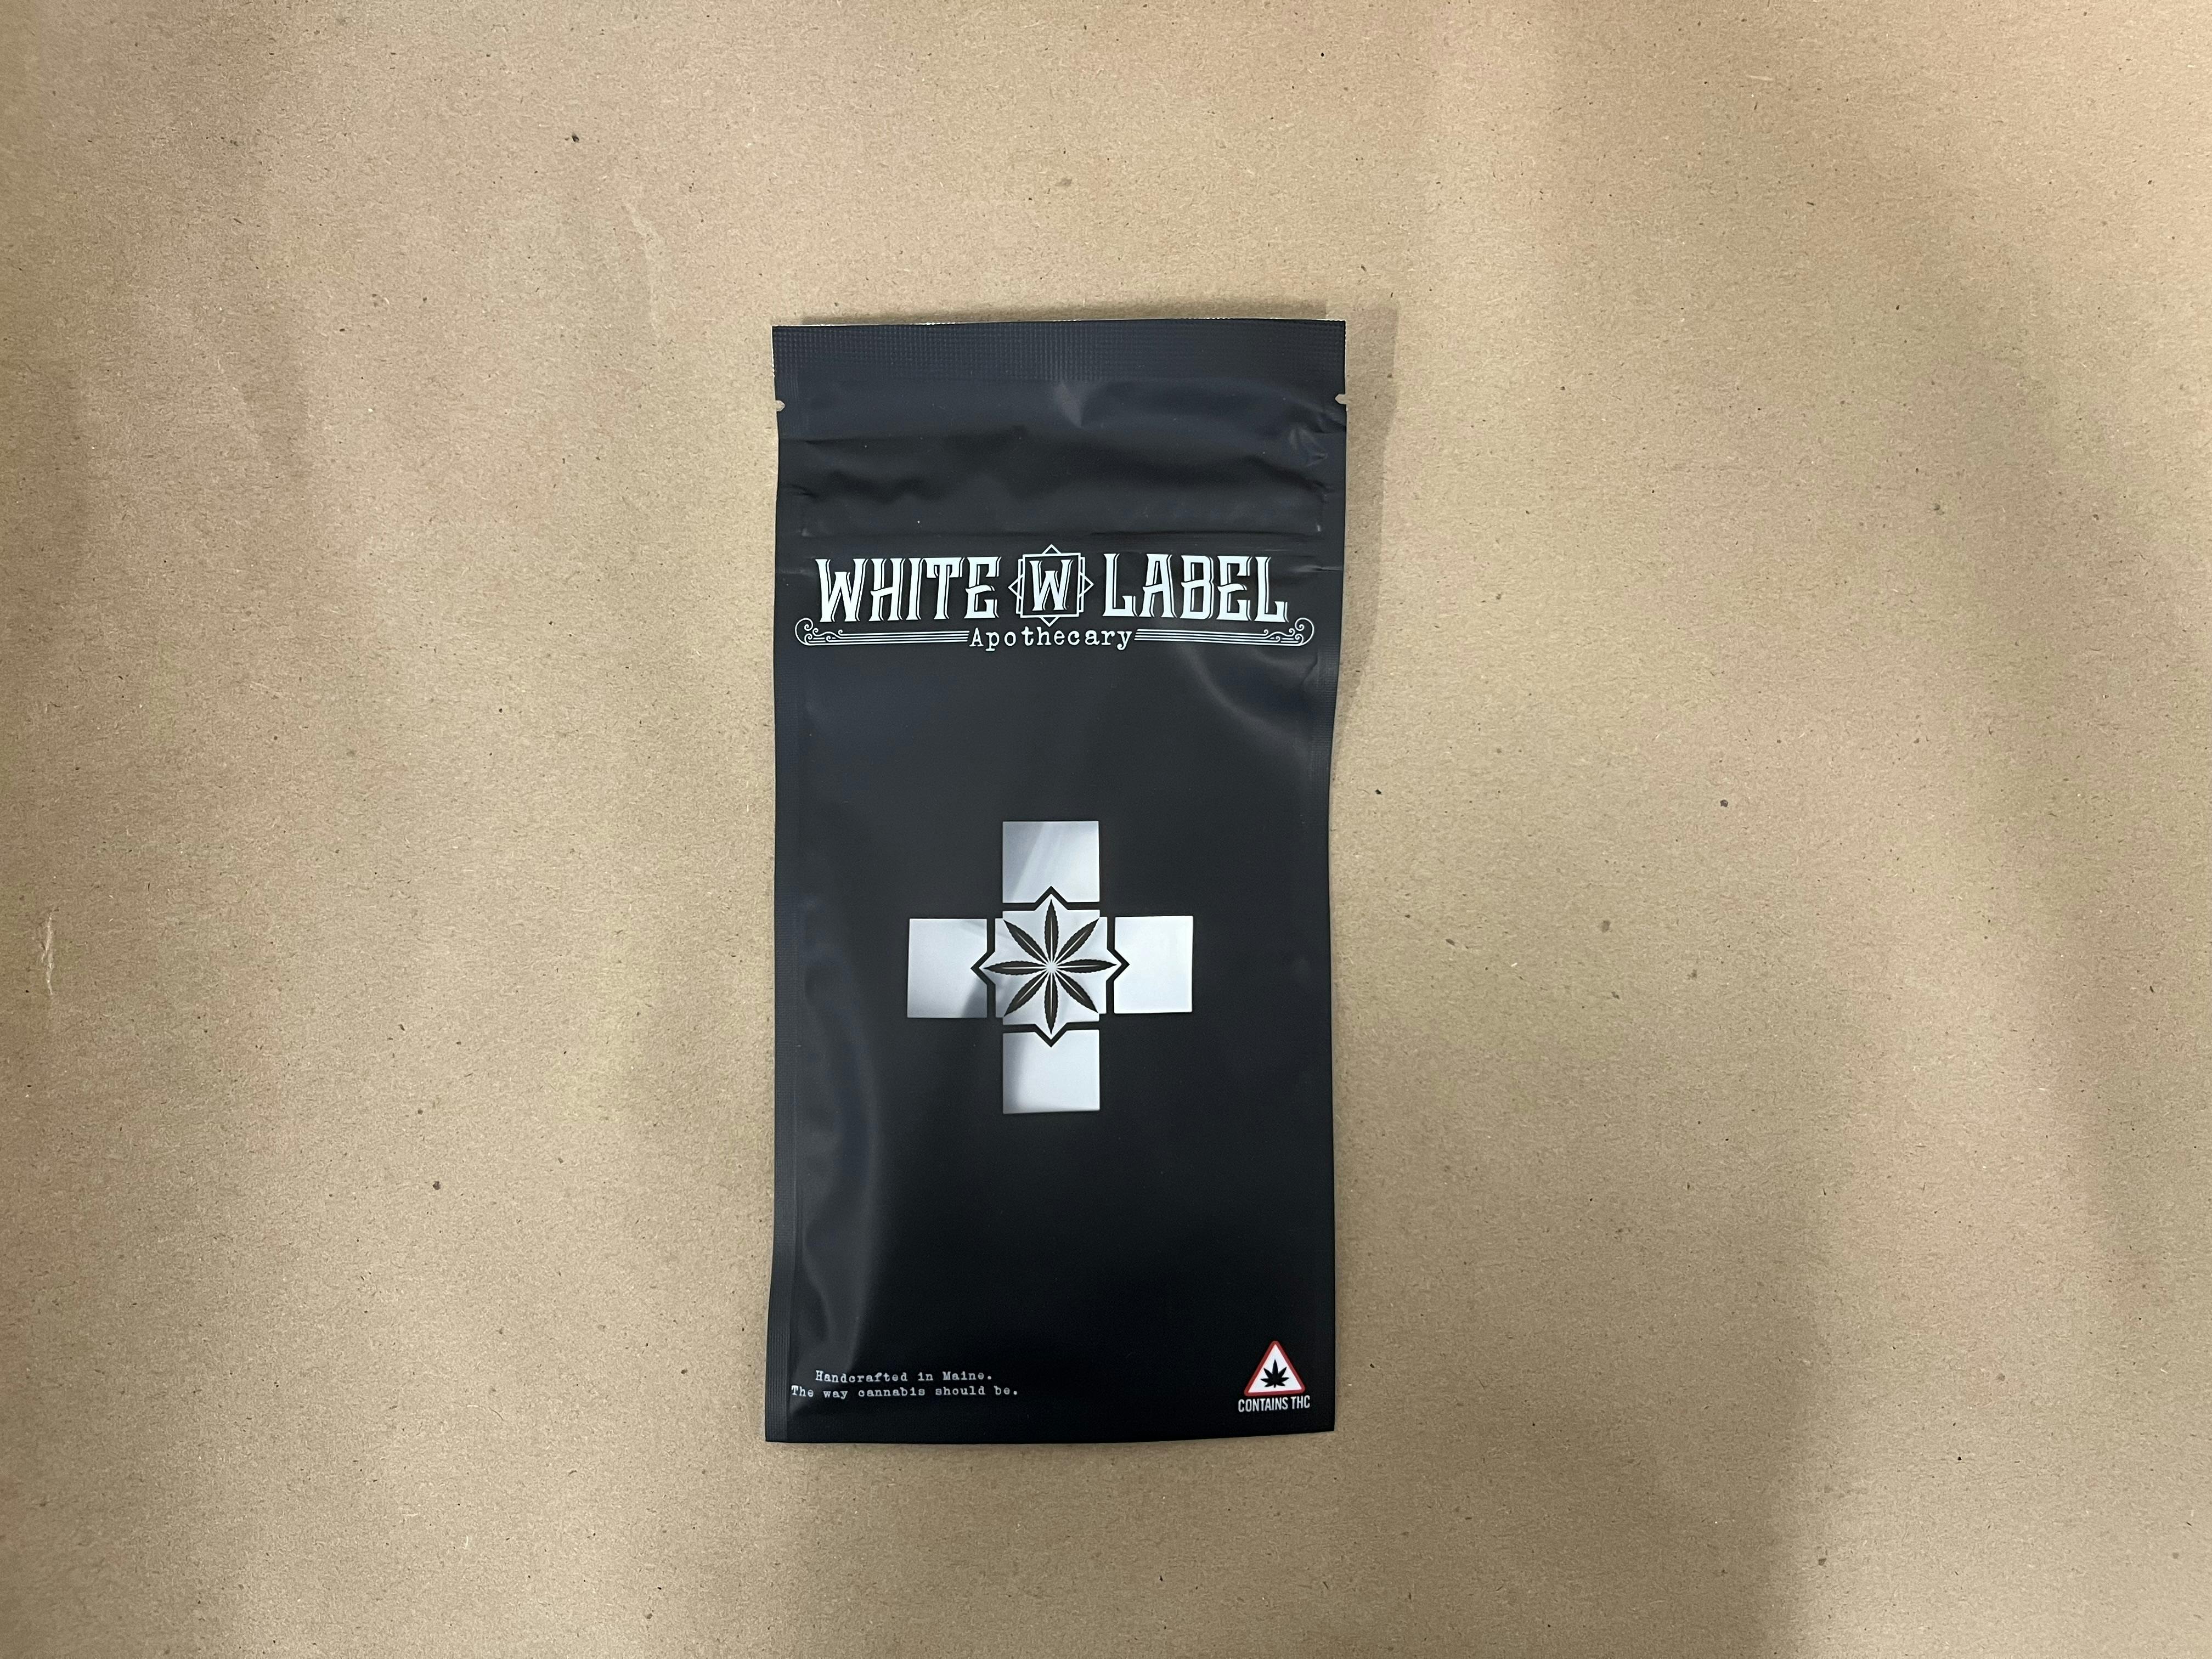 WHITE W LABEL
Apothecary
Handcrafted in Maine.
The way cannabis should be.
CONTAINS THC